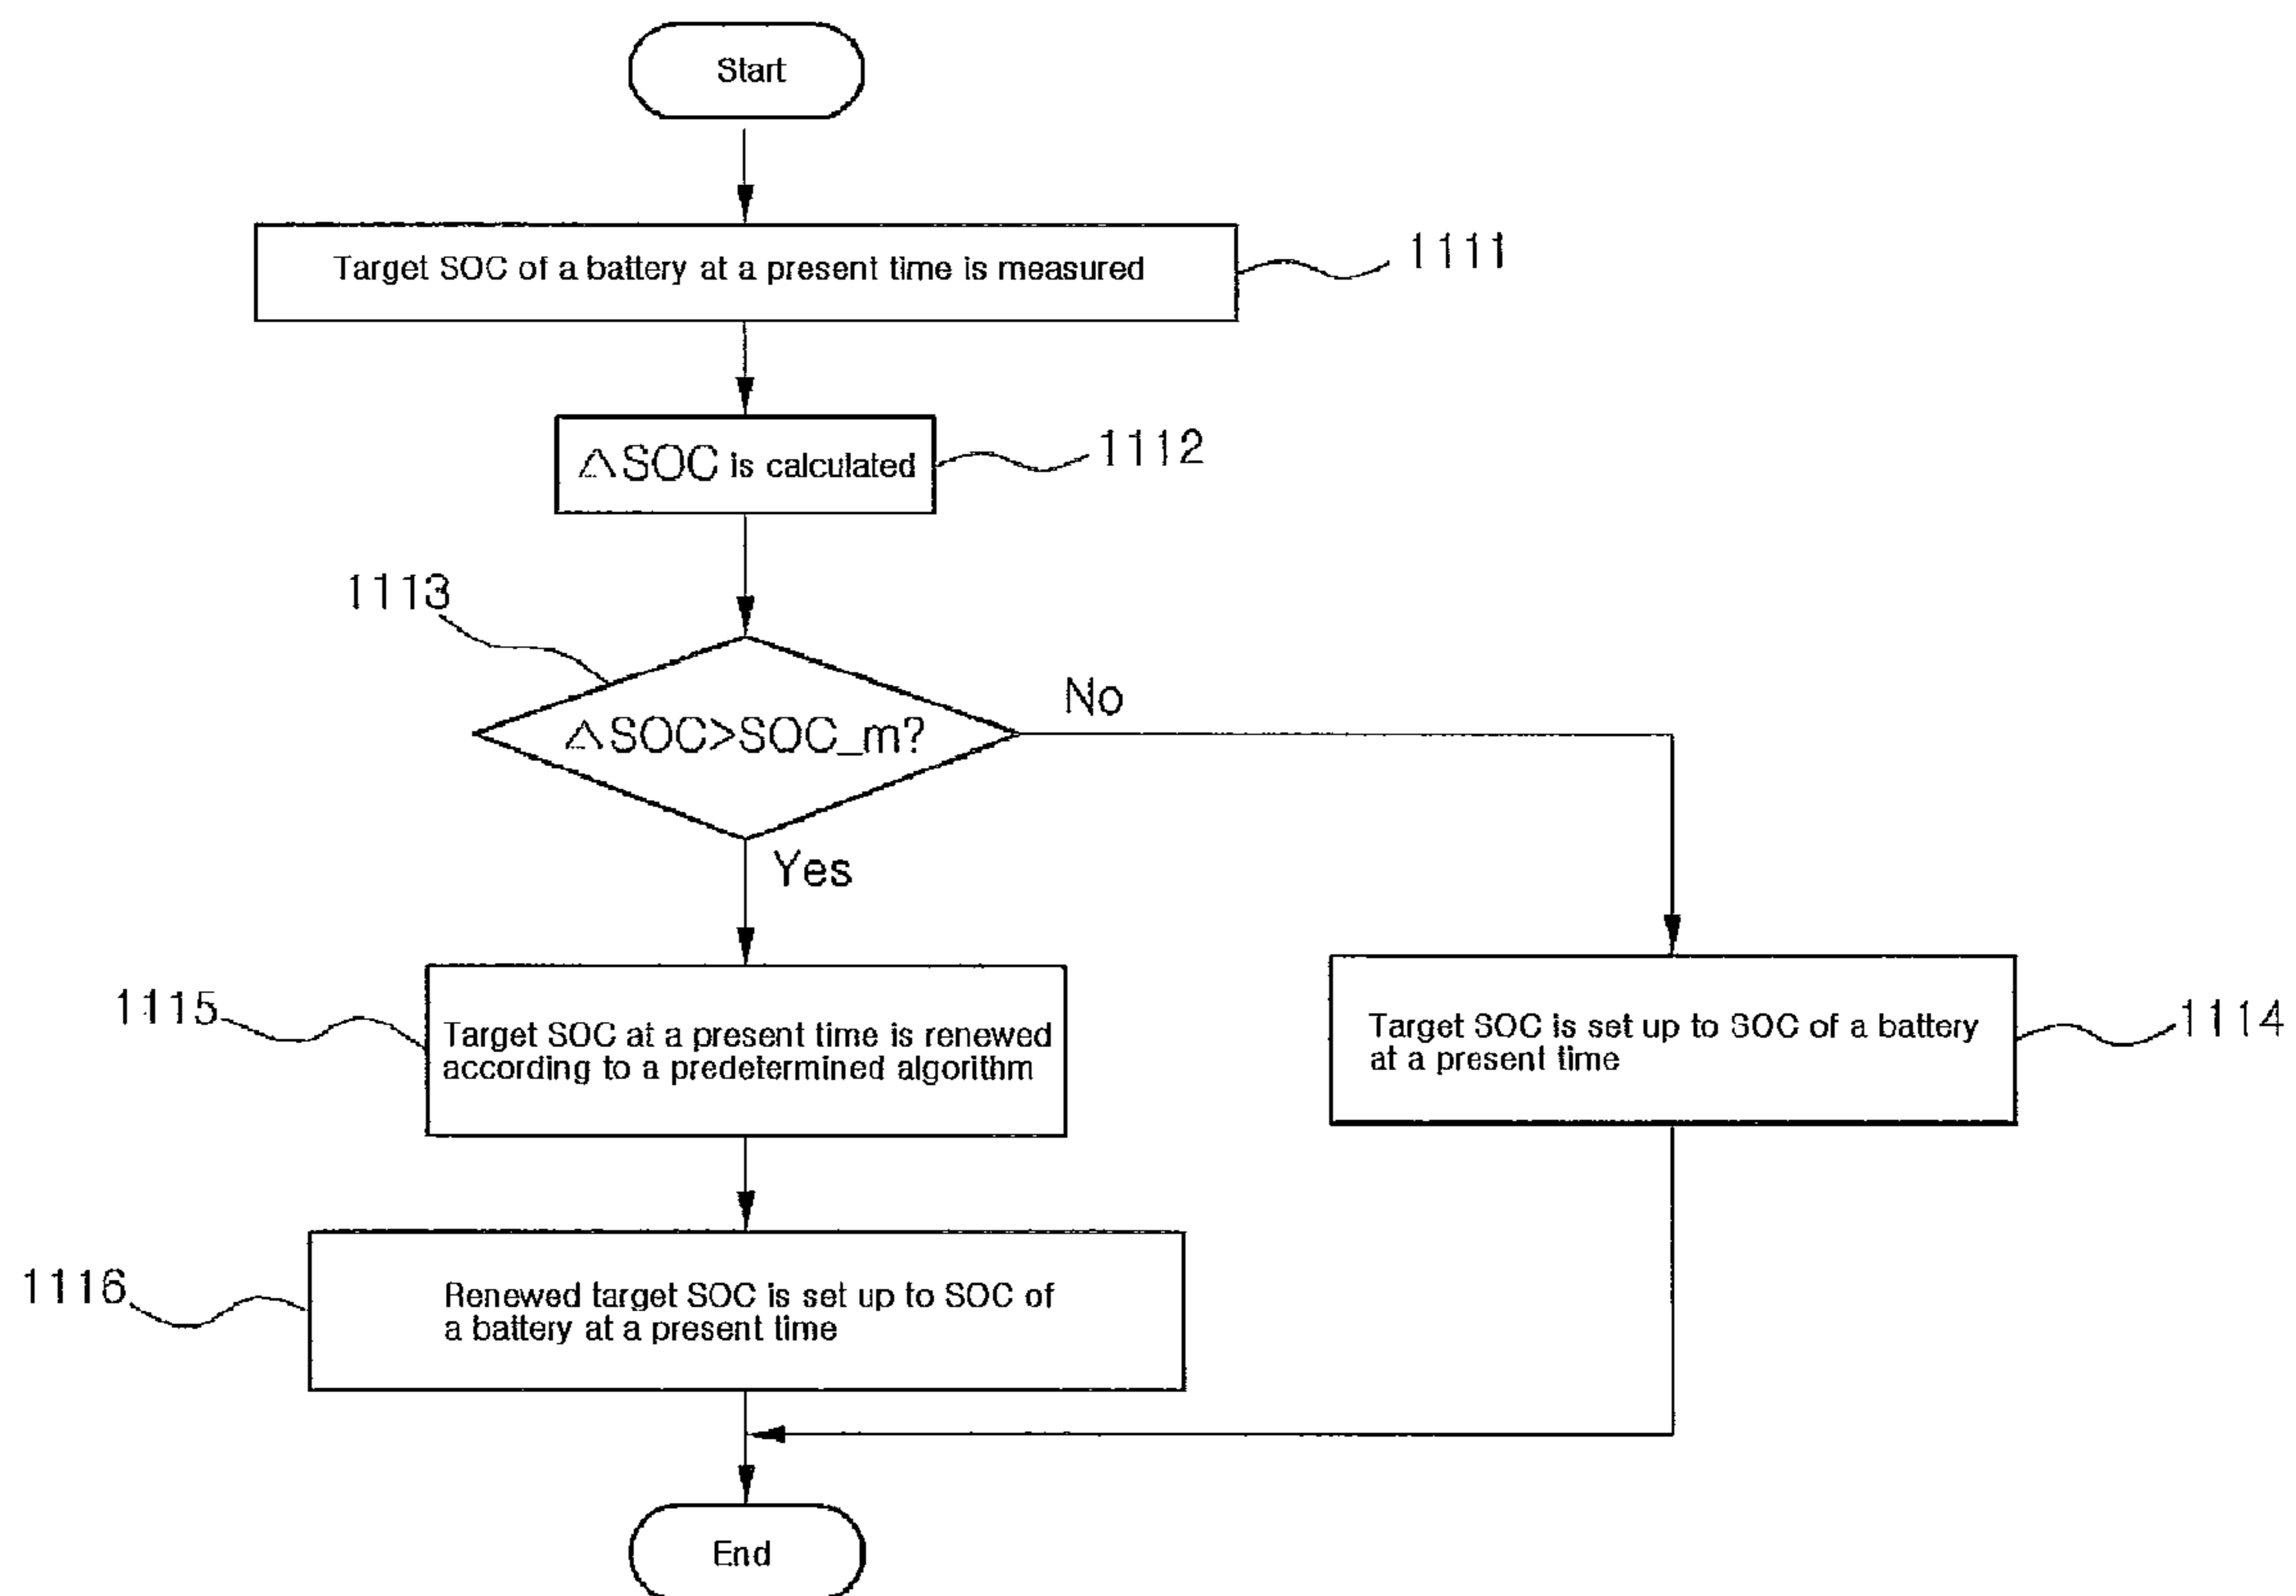 Start
Target SOC of a battery at a present time is measured
1111
△SOC is calculated
1112
1113
△SOC>SOC_m?
No
Yes
1115
Target SOC at a present time is renewed
according to a predetermined algorithm
Target SOC is set up to SOC of a battery
at a present time
1114
1116
Renewed target SOC is set up to SOC of
a battery at a present time
End